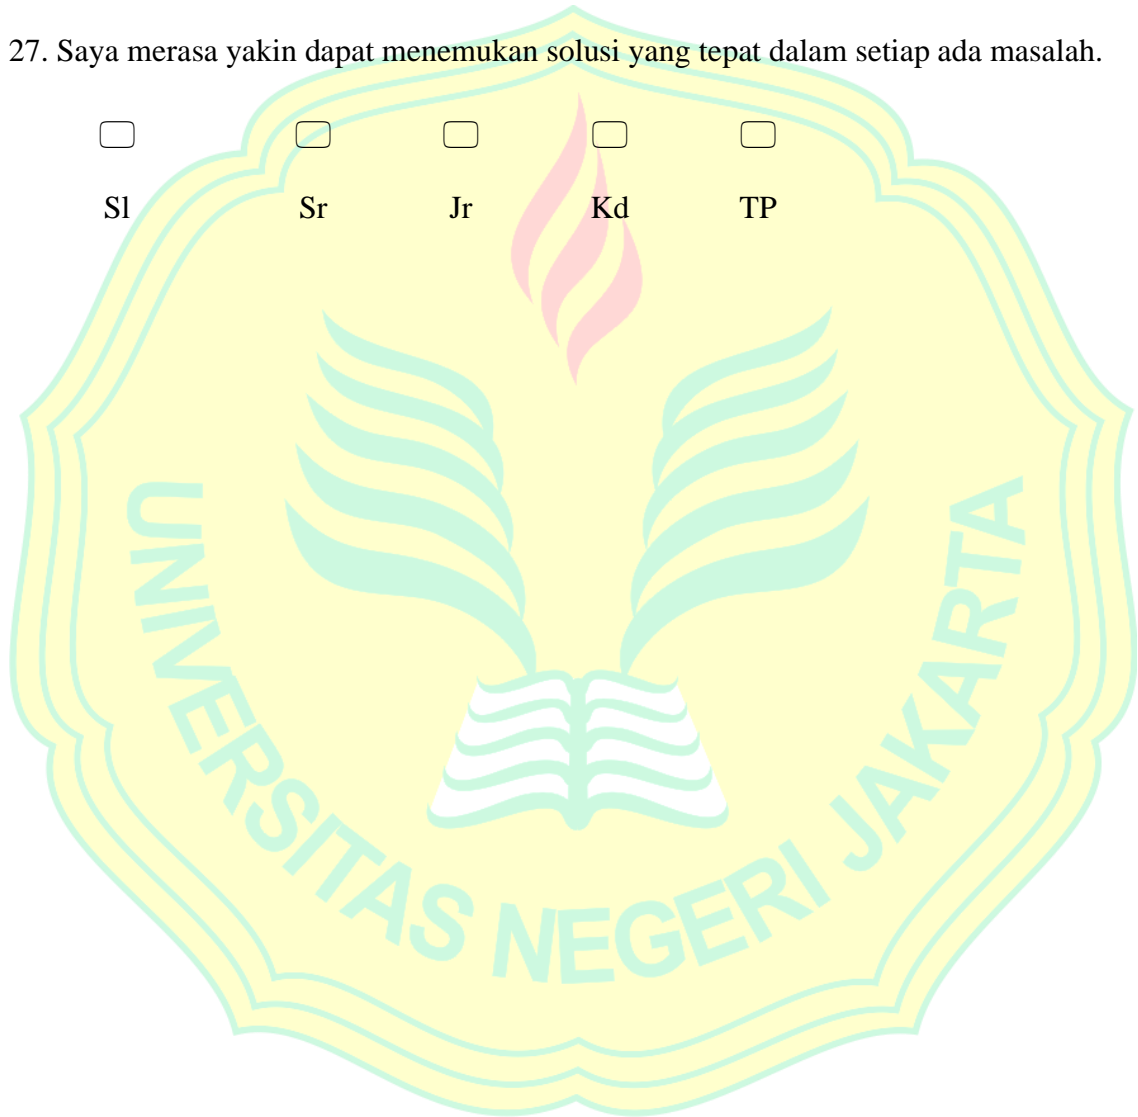 27. Saya merasa yakin dapat menemukan solusi yang tepat dalam setiap ada masalah.
Sl Sr Jr Kd TP
UNIVERSITAS NEGERI JAKARTA